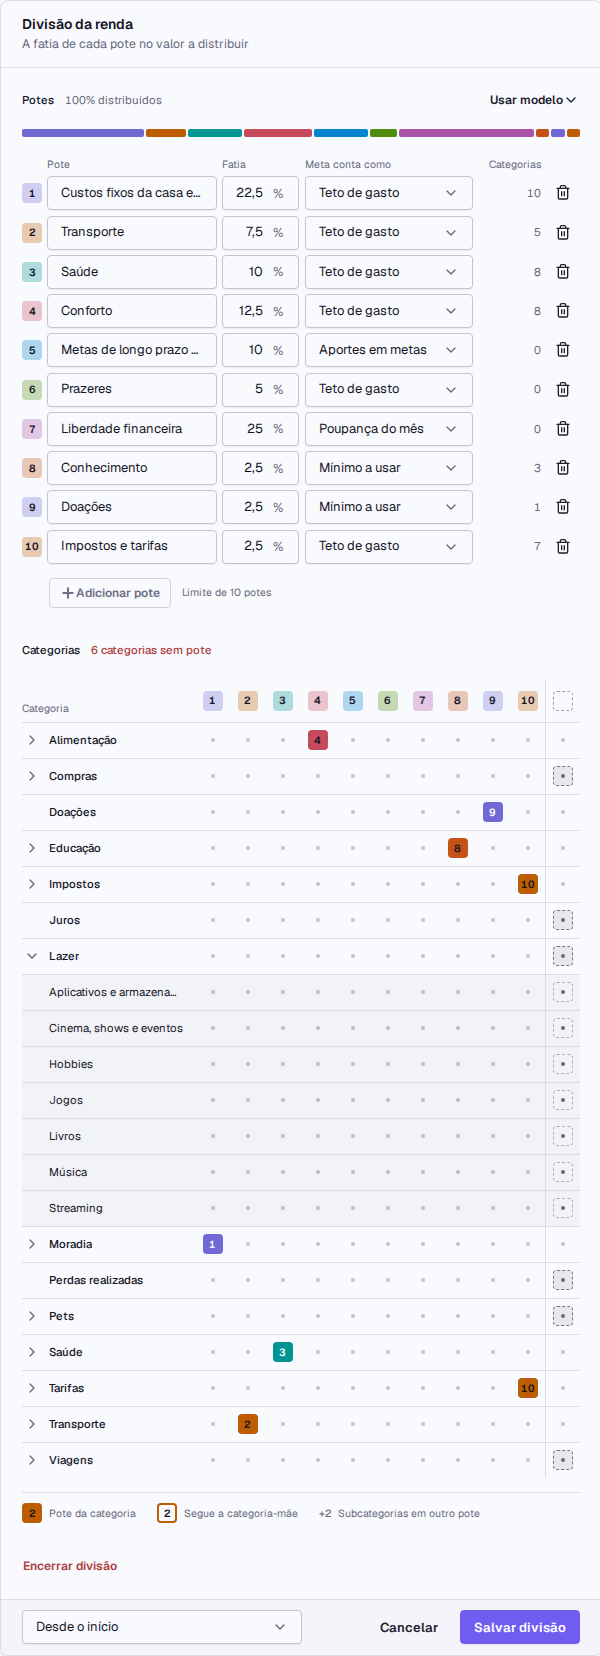 Divisão da renda
A fatia de cada pote no valor a distribuir
Potes 100% distribuídos Usar modelo
Pote Fatia Meta conta como Categorias
1 Custos fixos da casa e... 22,5 % Teto de gasto 10
2 Transporte 7,5 % Teto de gasto 5
3 Saúde 10 % Teto de gasto 8
4 Conforto 12,5 % Teto de gasto 8
5 Metas de longo prazo ... 10 % Aportes em metas 0
6 Prazeres 5 % Teto de gasto 0
7 Liberdade financeira 25 % Poupança do mês 0
8 Conhecimento 2,5 % Mínimo a usar 3
9 Doações 2,5 % Mínimo a usar 1
10 Impostos e tarifas 2,5 % Teto de gasto 7
+ Adicionar pote Limite de 10 potes
Categorias 6 categorias sem pote
Categoria 1 2 3 4 5 6 7 8 9 10
Alimentação 4
Compras
Doações 9
Educação 8
Impostos 10
Juros
Lazer
Aplicativos e armazena...
Cinema, shows e eventos
Hobbies
Jogos
Livros
Música
Streaming
Moradia 1
Perdas realizadas
Pets
Saúde 3
Tarifas 10
Transporte 2
Viagens
2 Pote da categoria 2 Segue a categoria-mãe +2 Subcategorias em outro pote
Encerrar divisão
Desde o início Cancelar Salvar divisão